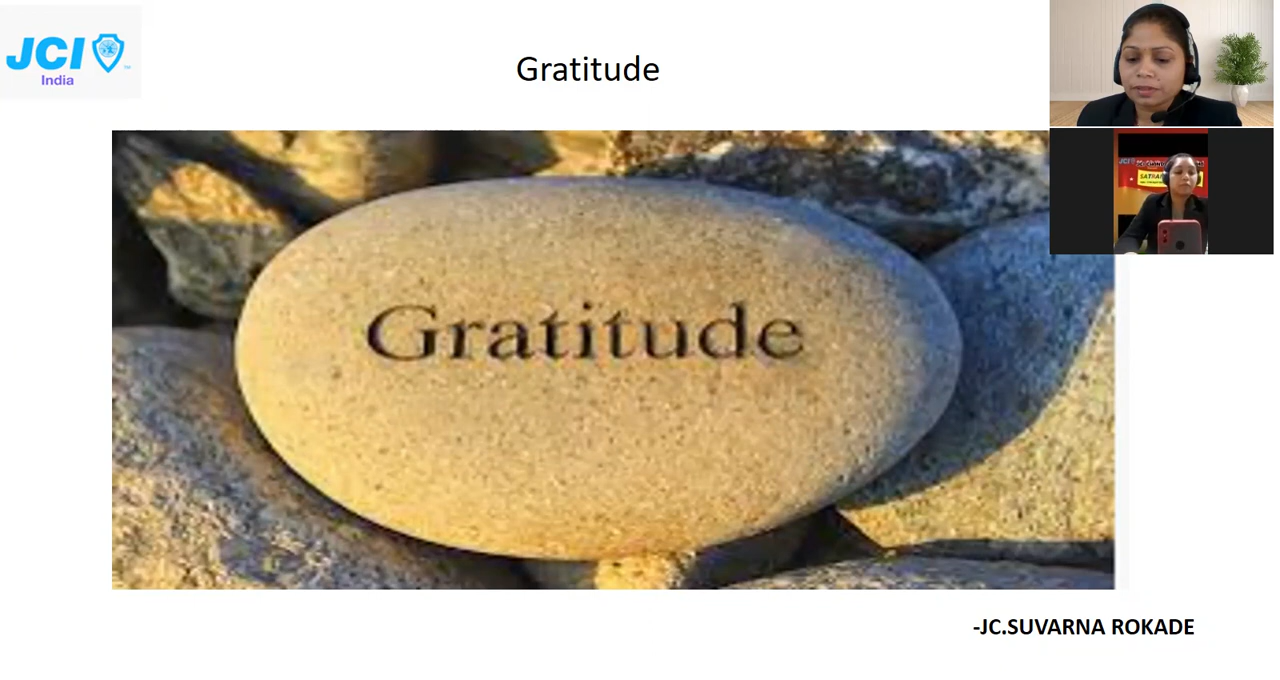 JCI
India
Gratitude
Gratitude
-JC.SUVARNA ROKADE